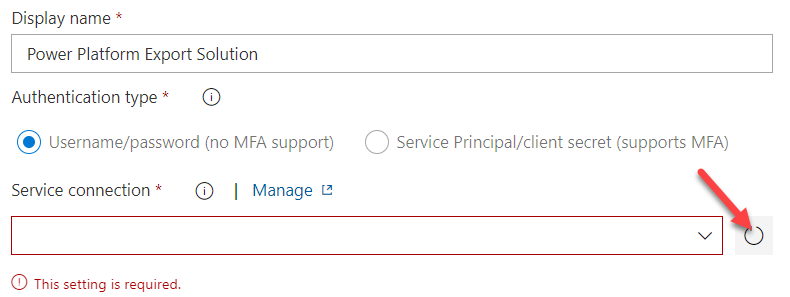 Display name *
Power Platform Export Solution
Authentication type *
Username/password (no MFA support) Service Principal/client secret (supports MFA)
Service connection * | Manage
This setting is required.